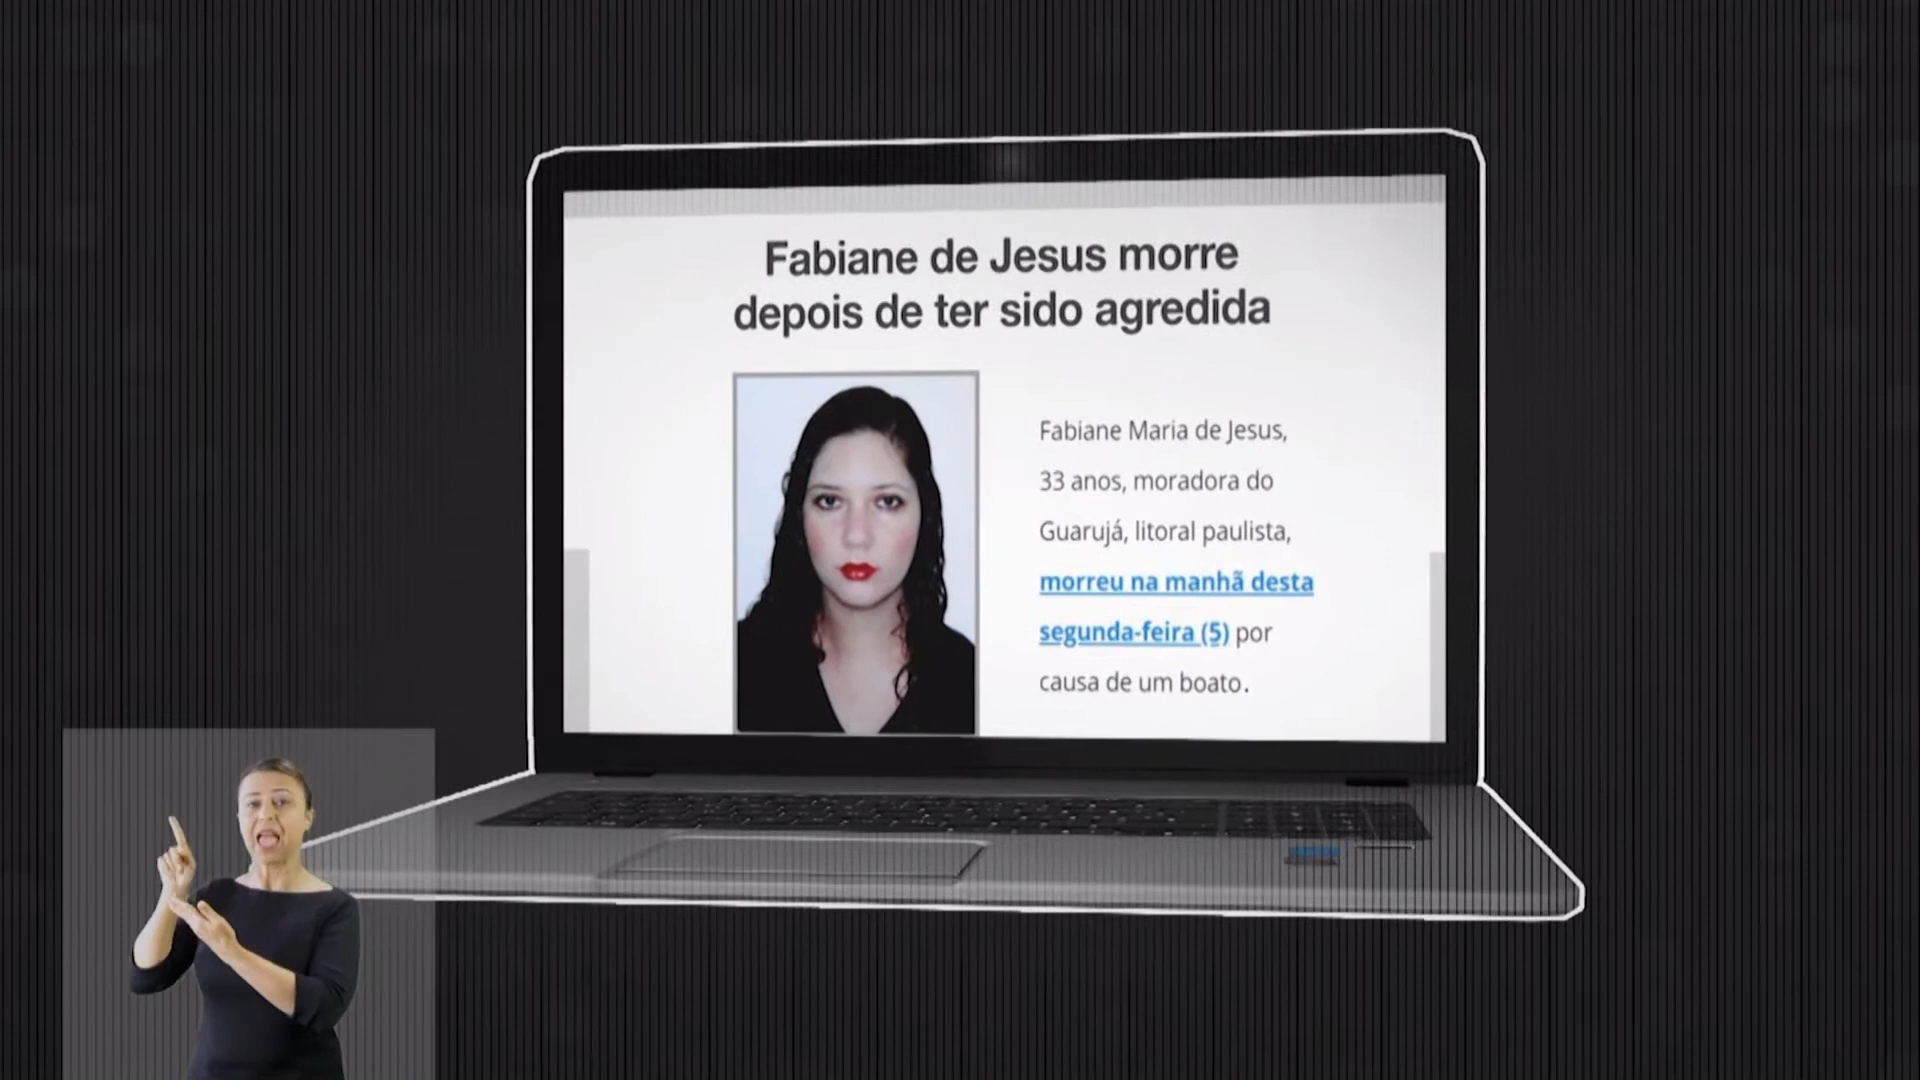 Fabiane de Jesus morre
depois de ter sido agredida
Fabiane Maria de Jesus,
33 anos, moradora do
Guarujá, litoral paulista,
morreu na manhã desta
segunda-feira (5) por
causa de um boato.